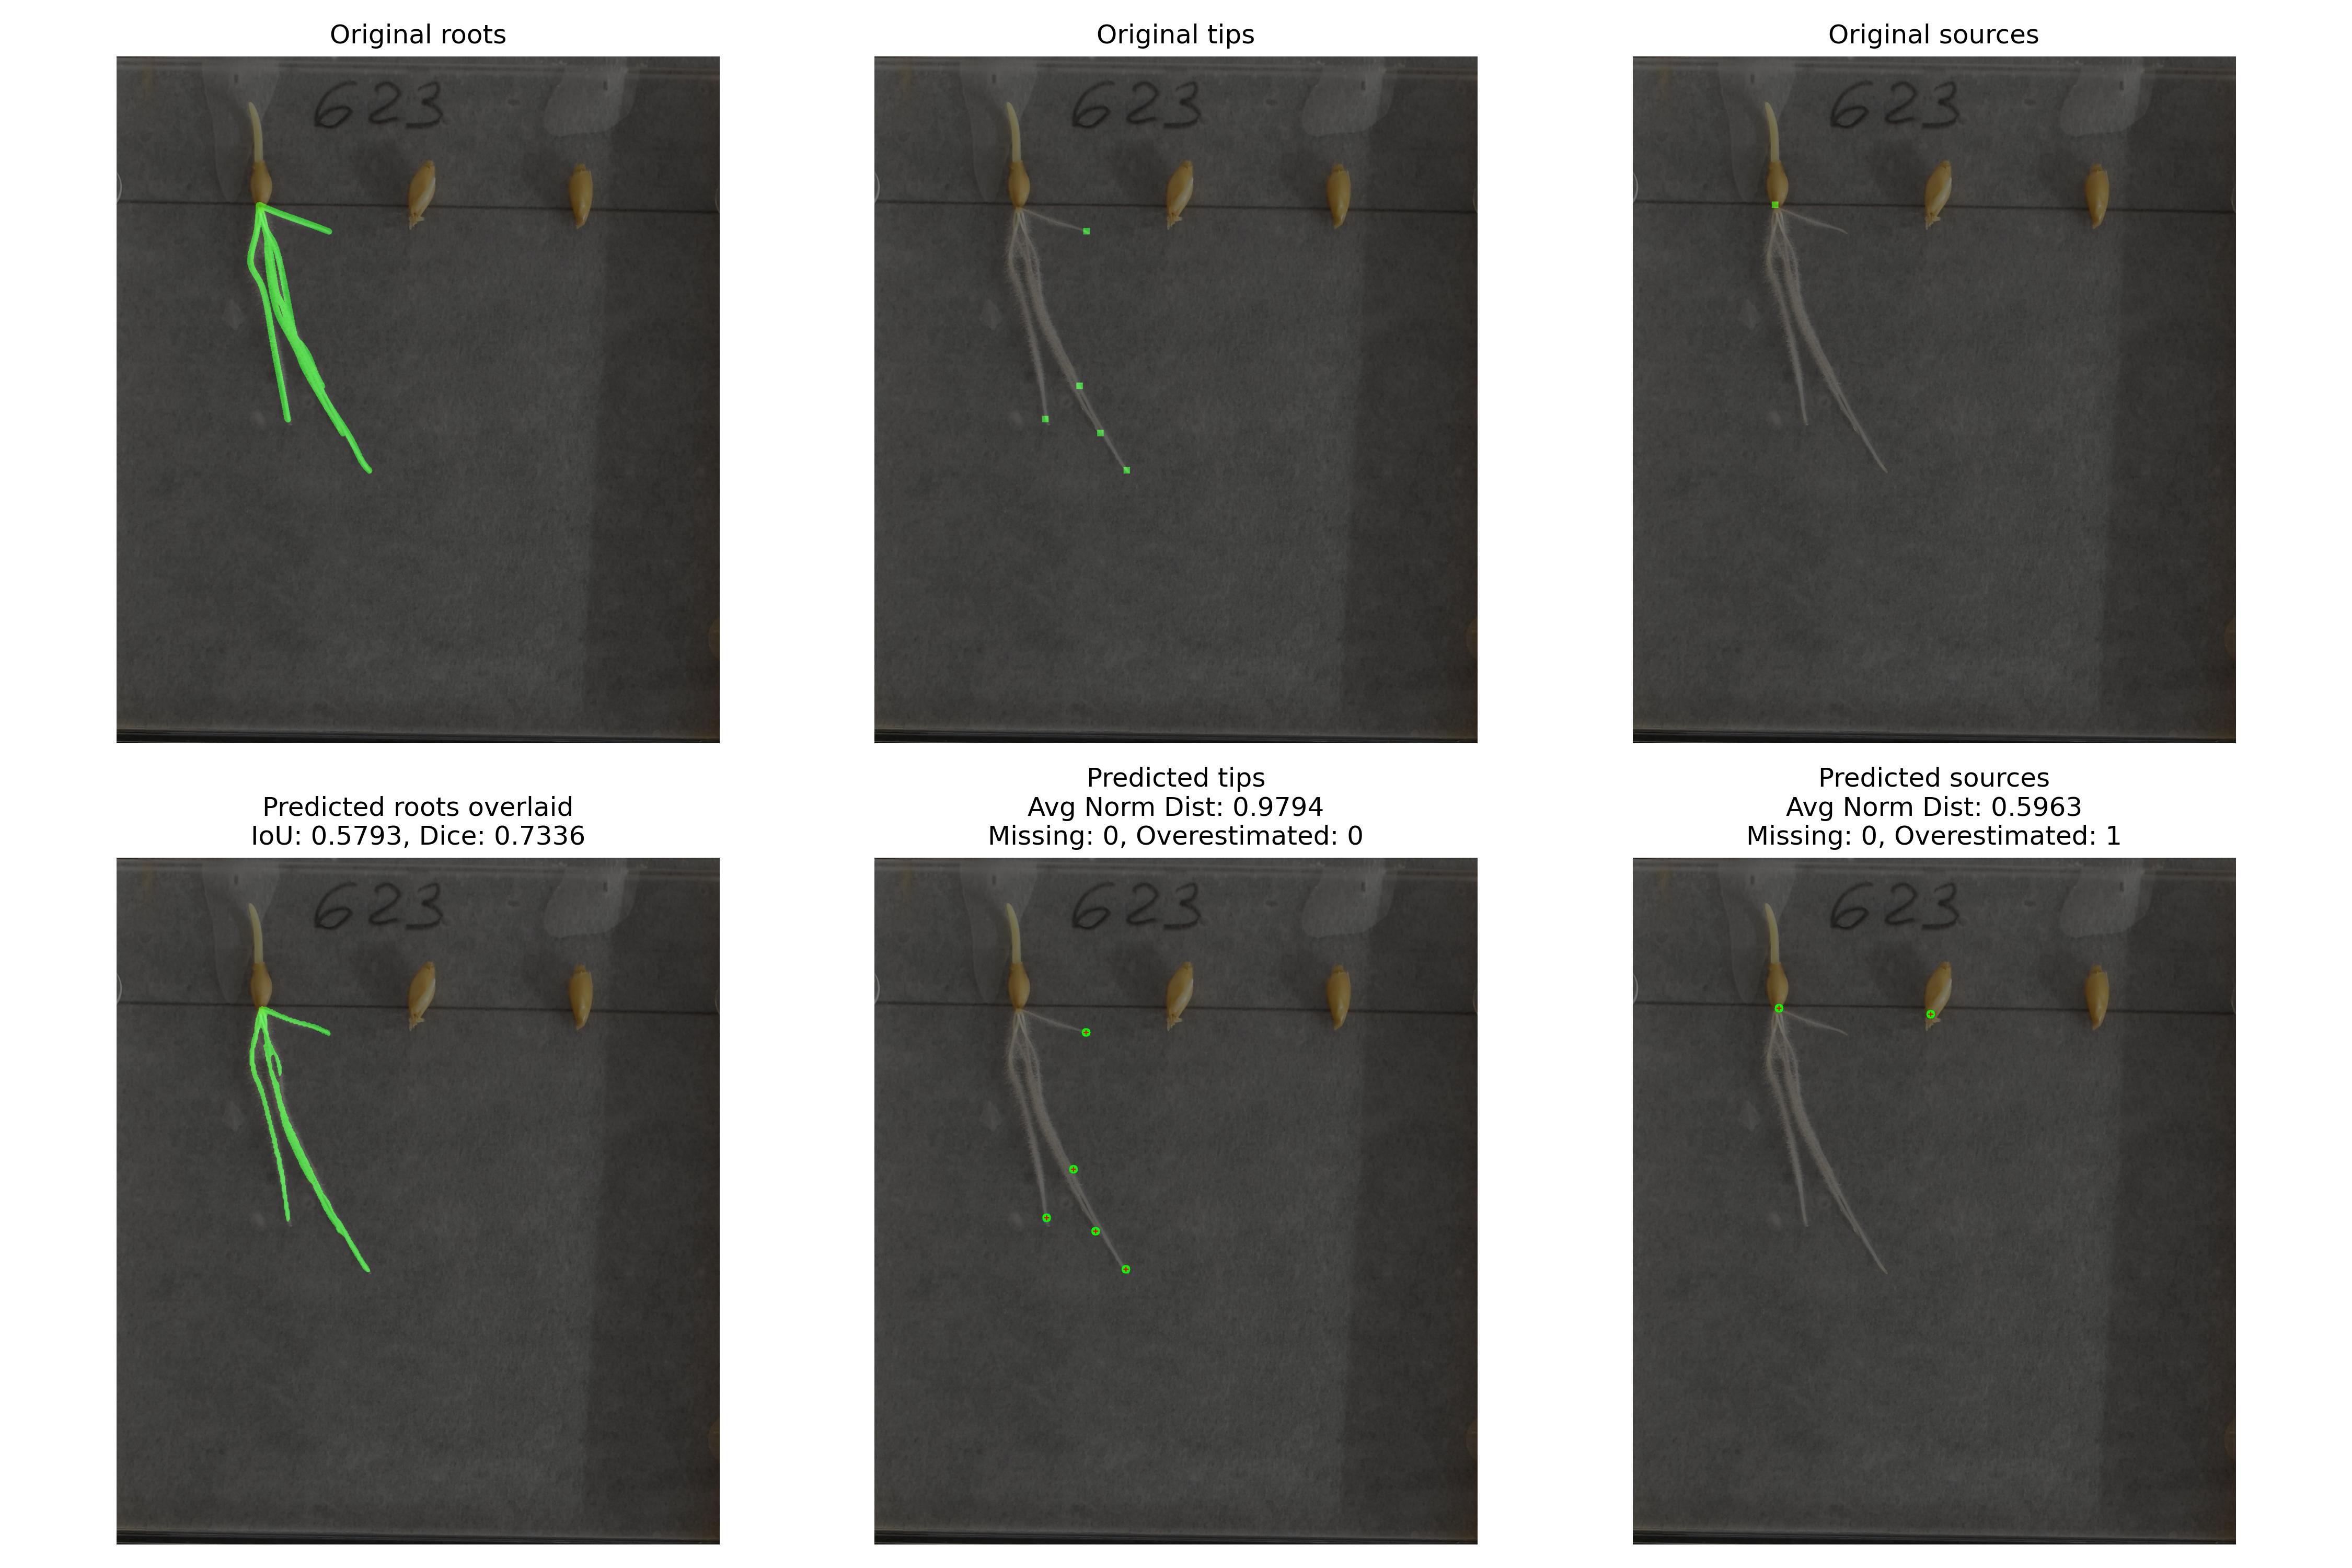 Original roots
Original tips
Original sources
623
623
623
Predicted roots overlaid
IoU: 0.5793, Dice: 0.7336
Predicted tips
Avg Norm Dist: 0.9794
Missing: 0, Overestimated: 0
Predicted sources
Avg Norm Dist: 0.5963
Missing: 0, Overestimated: 1
623
623
623